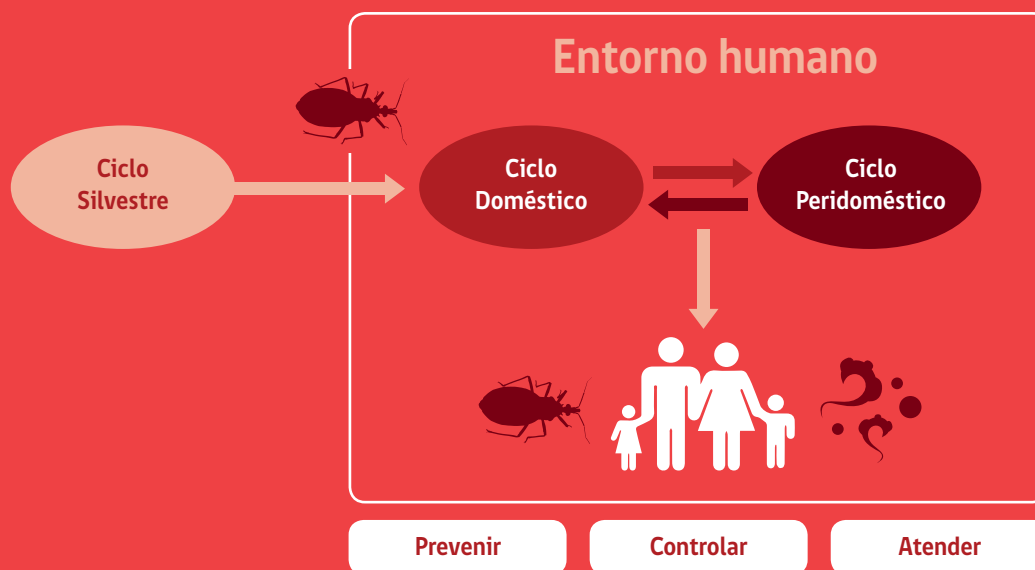 Entorno humano
Ciclo
Silvestre
Ciclo
Doméstico
Ciclo
Peridoméstico
Prevenir
Controlar
Atender